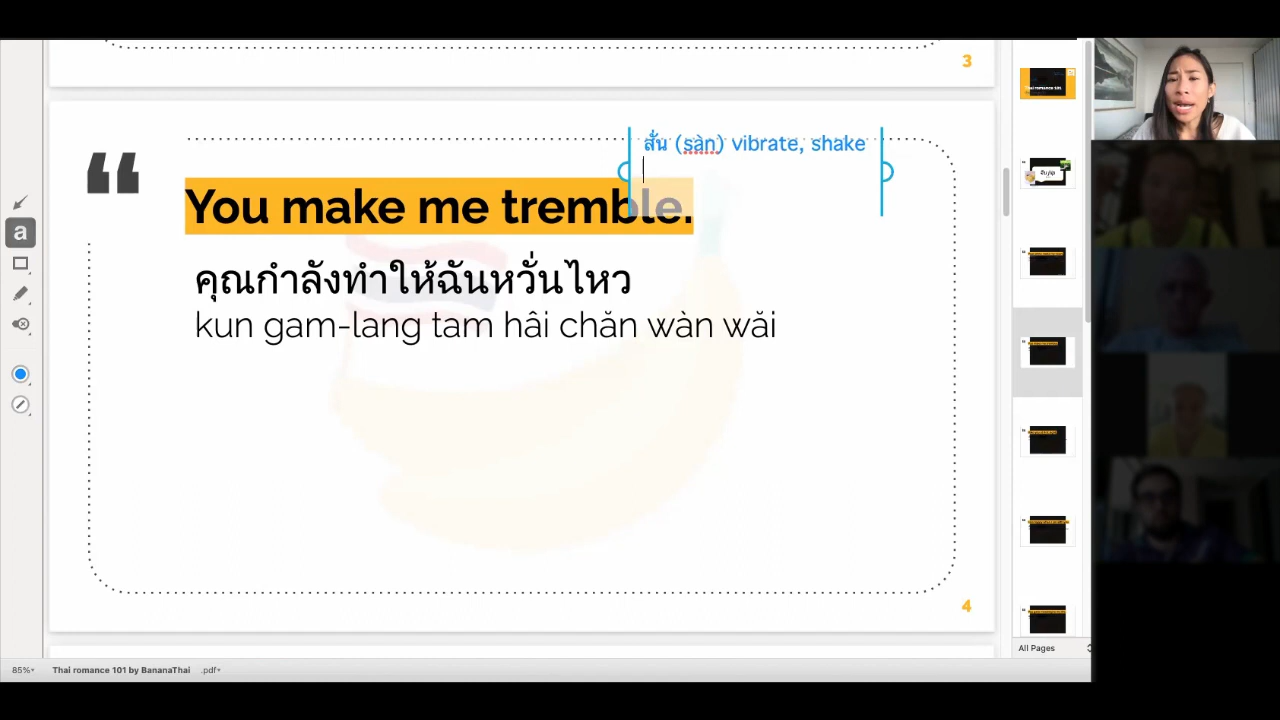 3
สั่น (sàn) vibrate, shake
You make me tremble.
คุณกำลังทำให้ฉันหวั่นไหว
kun gam-lang tam hâi chăn wàn wăi
4
a
All Pages
85%
Thai romance 101 by BananaThai .pdf